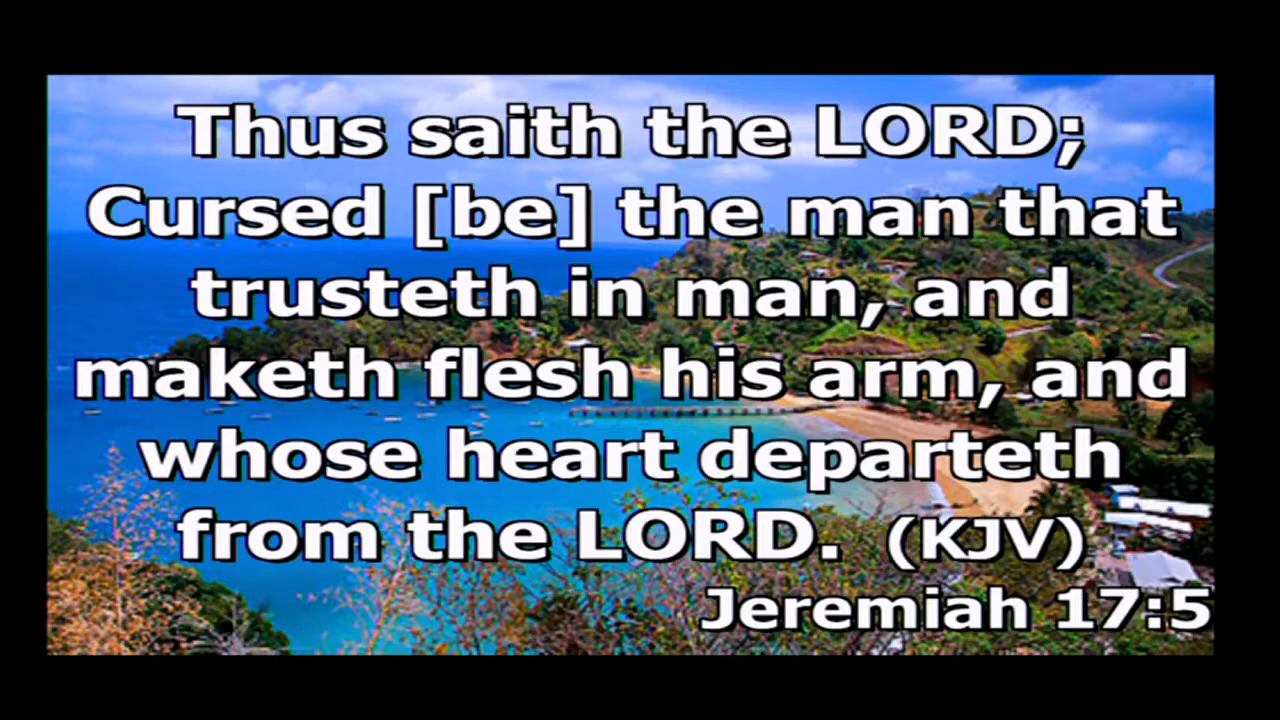 Thus saith the LORD;
Cursed [be] the man that
trusteth in man, and
maketh flesh his arm, and
whose heart departeth
from the LORD. (KJV)
Jeremiah 17:5